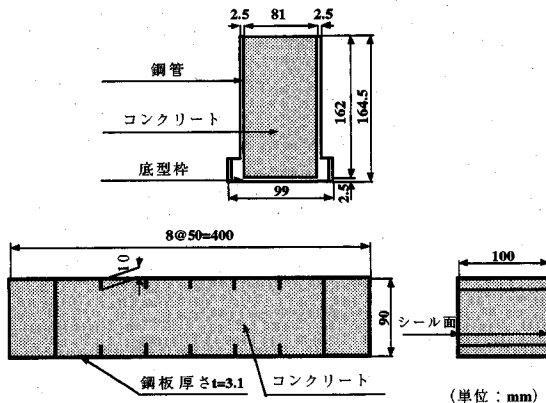 2.5 81 2.5
鋼管
コンクリート
底型枠
162
164.5
99
2.5
8@50=400
10
90
100
シール面
鋼板厚さt=3.1
コンクリート
(単位：mm)